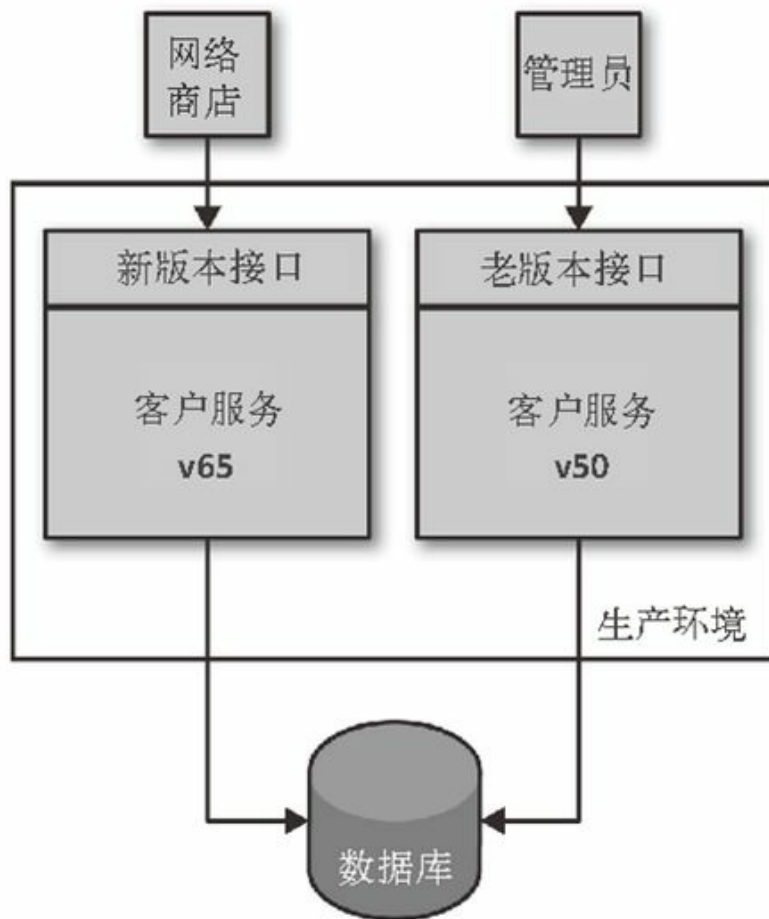 网络
商店
管理员
新版本接口
老版本接口
客户服务
v65
客户服务
v50
生产环境
数据库